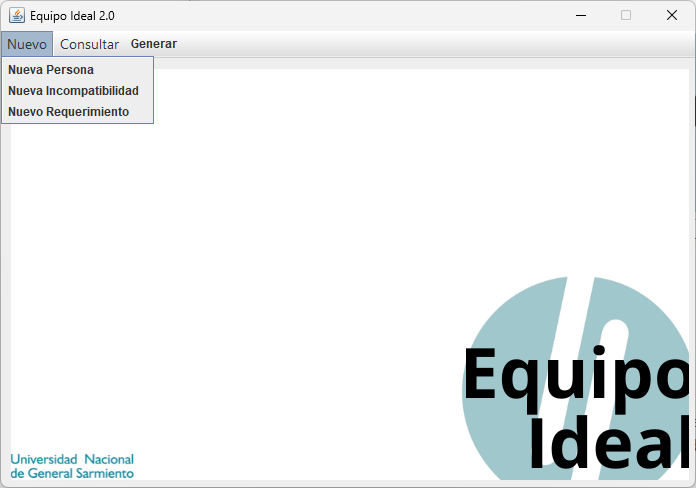 Equipo Ideal 2.0
Nuevo Consultar Generar
Nueva Persona
Nueva Incompatibilidad
Nuevo Requerimiento
Equipo
Ideal
Universidad Nacional
de General Sarmiento